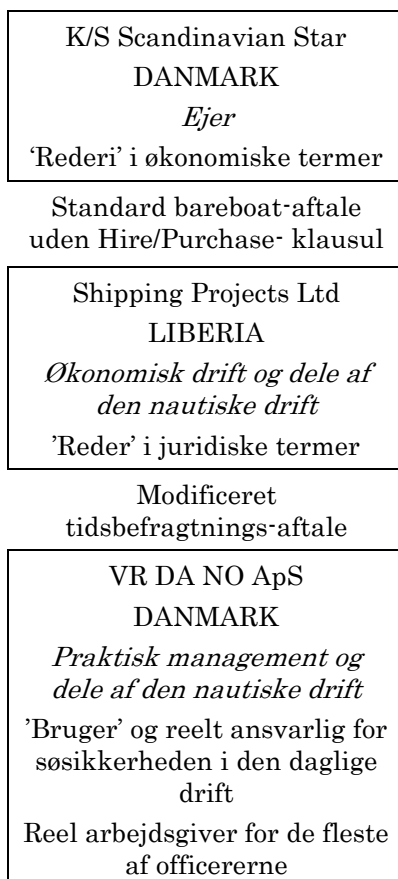 K/S Scandinavian Star
DANMARK
Ejer
‘Rederi’ i økonomiske termer
Standard bareboat-aftale
uden Hire/Purchase- klausul
Shipping Projects Ltd
LIBERIA
Økonomisk drift og dele af
den nautiske drift
’Reder’ i juridiske termer
Modificeret
tidsbefragtnings-aftale
VR DA NO ApS
DANMARK
Praktisk management og
dele af den nautiske drift
’Bruger’ og reelt ansvarlig for
søsikkerheden i den daglige
drift
Reel arbejdsgiver for de fleste
af officererne